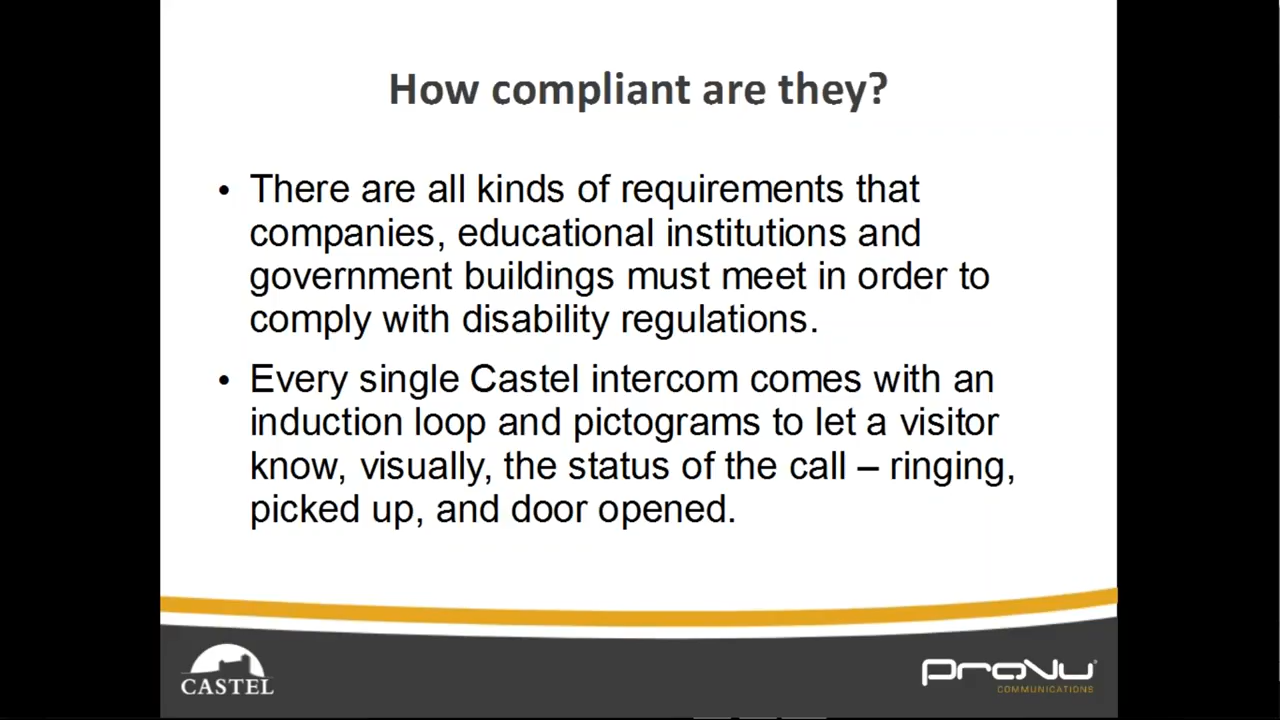 How compliant are they?
• There are all kinds of requirements that
companies, educational institutions and
government buildings must meet in order to
comply with disability regulations.
• Every single Castel intercom comes with an
induction loop and pictograms to let a visitor
know, visually, the status of the call – ringing,
picked up, and door opened.
CASTEL
ProVu
COMMUNICATIONS